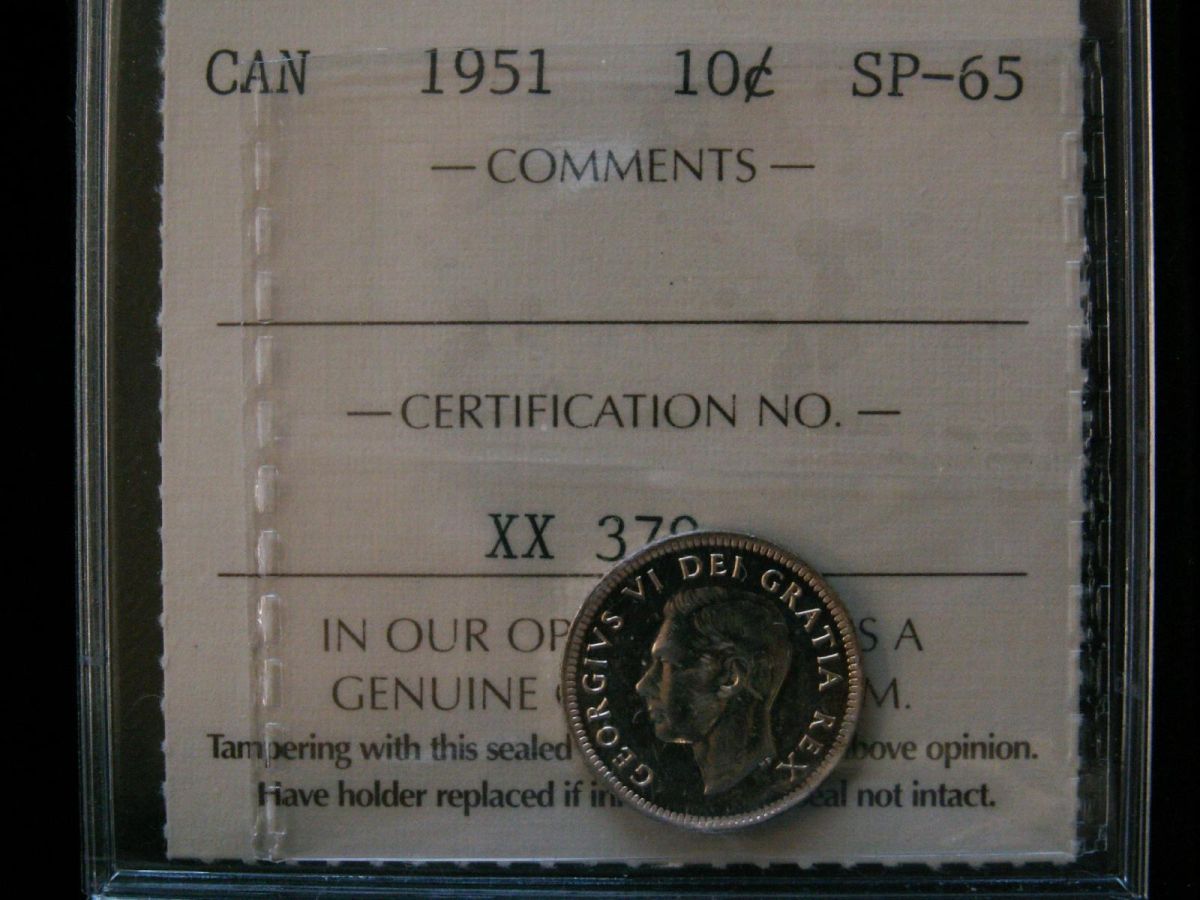 CAN 1951 10¢ SP-65
— COMMENTS —
— CERTIFICATION NO. —
XX 37
IN OUR OP S A
GENUINE M.
Tampering with this sealed bove opinion.
Have holder replaced if in eal not intact.
GEORGIVS VI DEI GRATIA REX